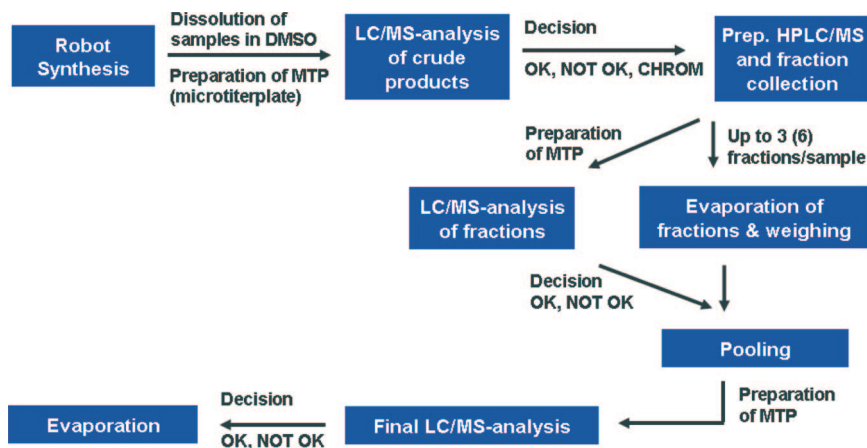 Robot
Synthesis
Dissolution of
samples in DMSO
Preparation of MTP
(microtiterplate)
LC/MS-analysis
of crude
products
Decision
OK, NOT OK, CHROM
Prep. HPLC/MS
and fraction
collection
Preparation
of MTP
Up to 3 (6)
fractions/sample
LC/MS-analysis
of fractions
Evaporation of
fractions & weighing
Decision
OK, NOT OK
Pooling
Preparation
of MTP
Final LC/MS-analysis
Decision
OK, NOT OK
Evaporation